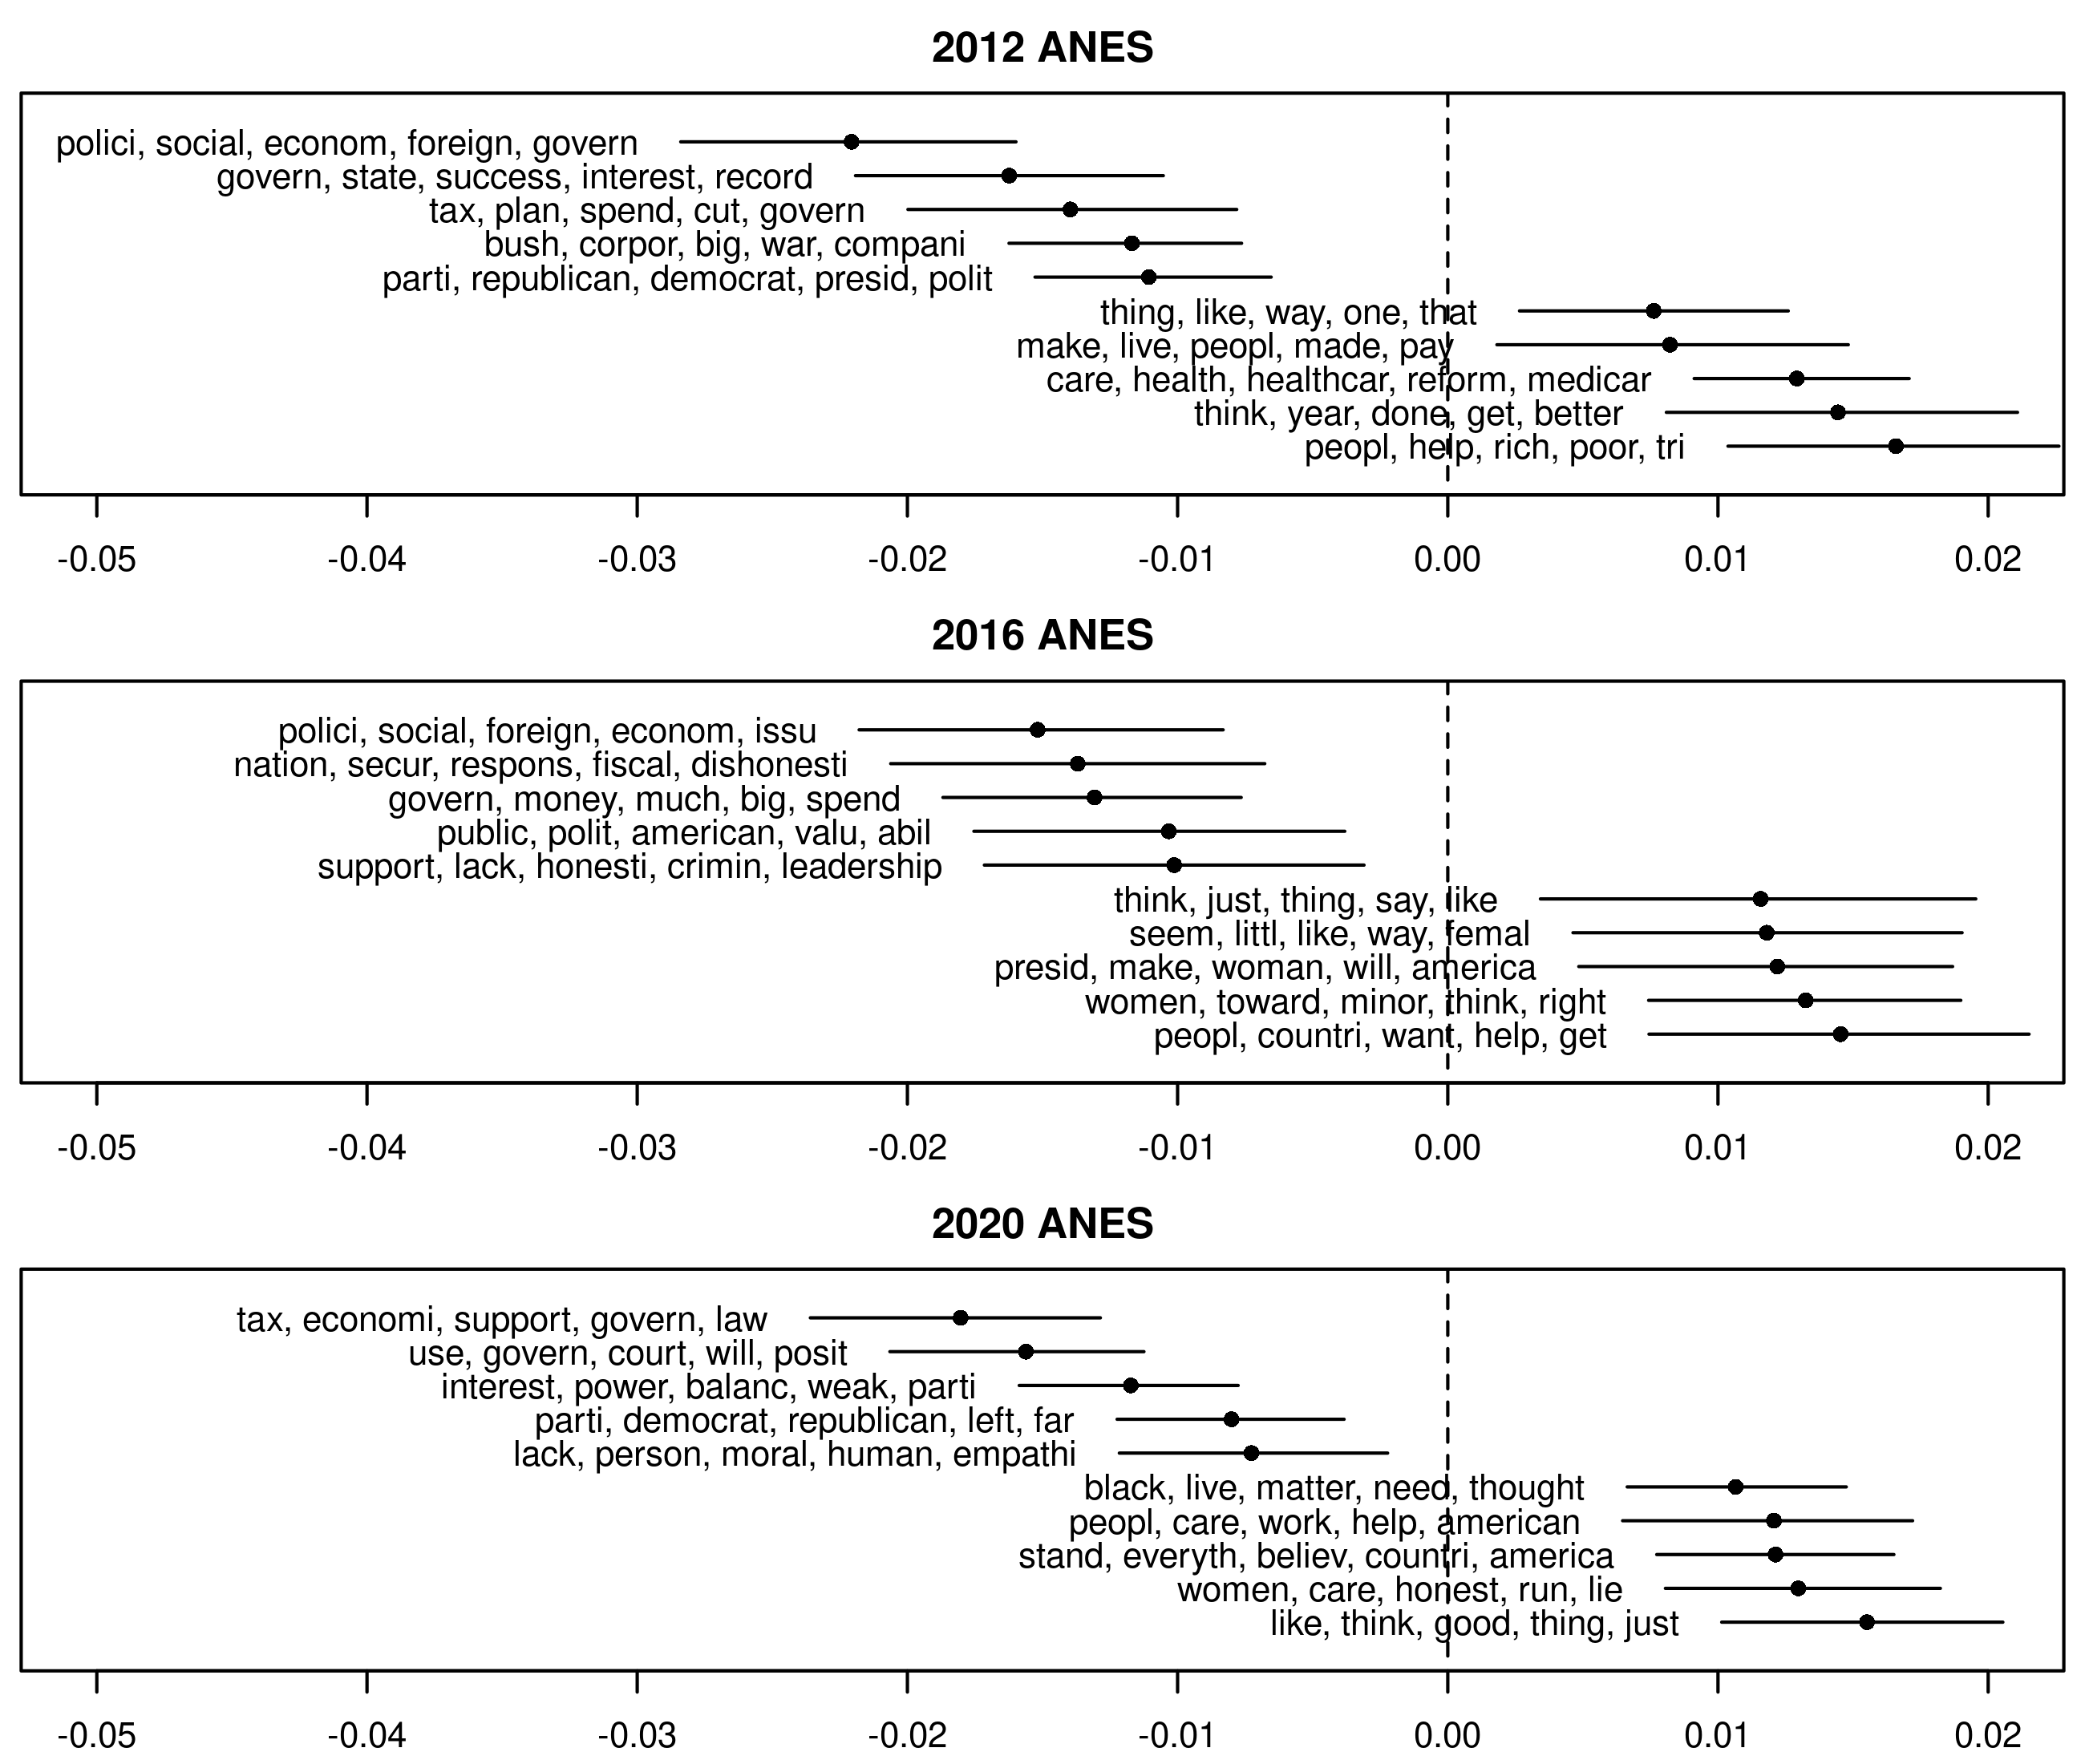 2012 ANES
polici, social, econom, foreign, govern
govern, state, success, interest, record
tax, plan, spend, cut, govern
bush, corpor, big, war, compani
parti, republican, democrat, presid, polit
thing, like, way, one, that
make, live, peopl, made, pay
care, health, healthcar, reform, medicar
think, year, done, get, better
peopl, help, rich, poor, tri
-0.05 -0.04 -0.03 -0.02 -0.01 0.00 0.01 0.02
2016 ANES
polici, social, foreign, econom, issu
nation, secur, respons, fiscal, dishonesti
govern, money, much, big, spend
public, polit, american, valu, abil
support, lack, honesti, crimin, leadership
think, just, thing, say, like
seem, littl, like, way, femal
presid, make, woman, will, america
women, toward, minor, think, right
peopl, countri, want, help, get
-0.05 -0.04 -0.03 -0.02 -0.01 0.00 0.01 0.02
2020 ANES
tax, economi, support, govern, law
use, govern, court, will, posit
interest, power, balanc, weak, parti
parti, democrat, republican, left, far
lack, person, moral, human, empathi
black, live, matter, need, thought
peopl, care, work, help, american
stand, everyth, believ, countri, america
women, care, honest, run, lie
like, think, good, thing, just
-0.05 -0.04 -0.03 -0.02 -0.01 0.00 0.01 0.02